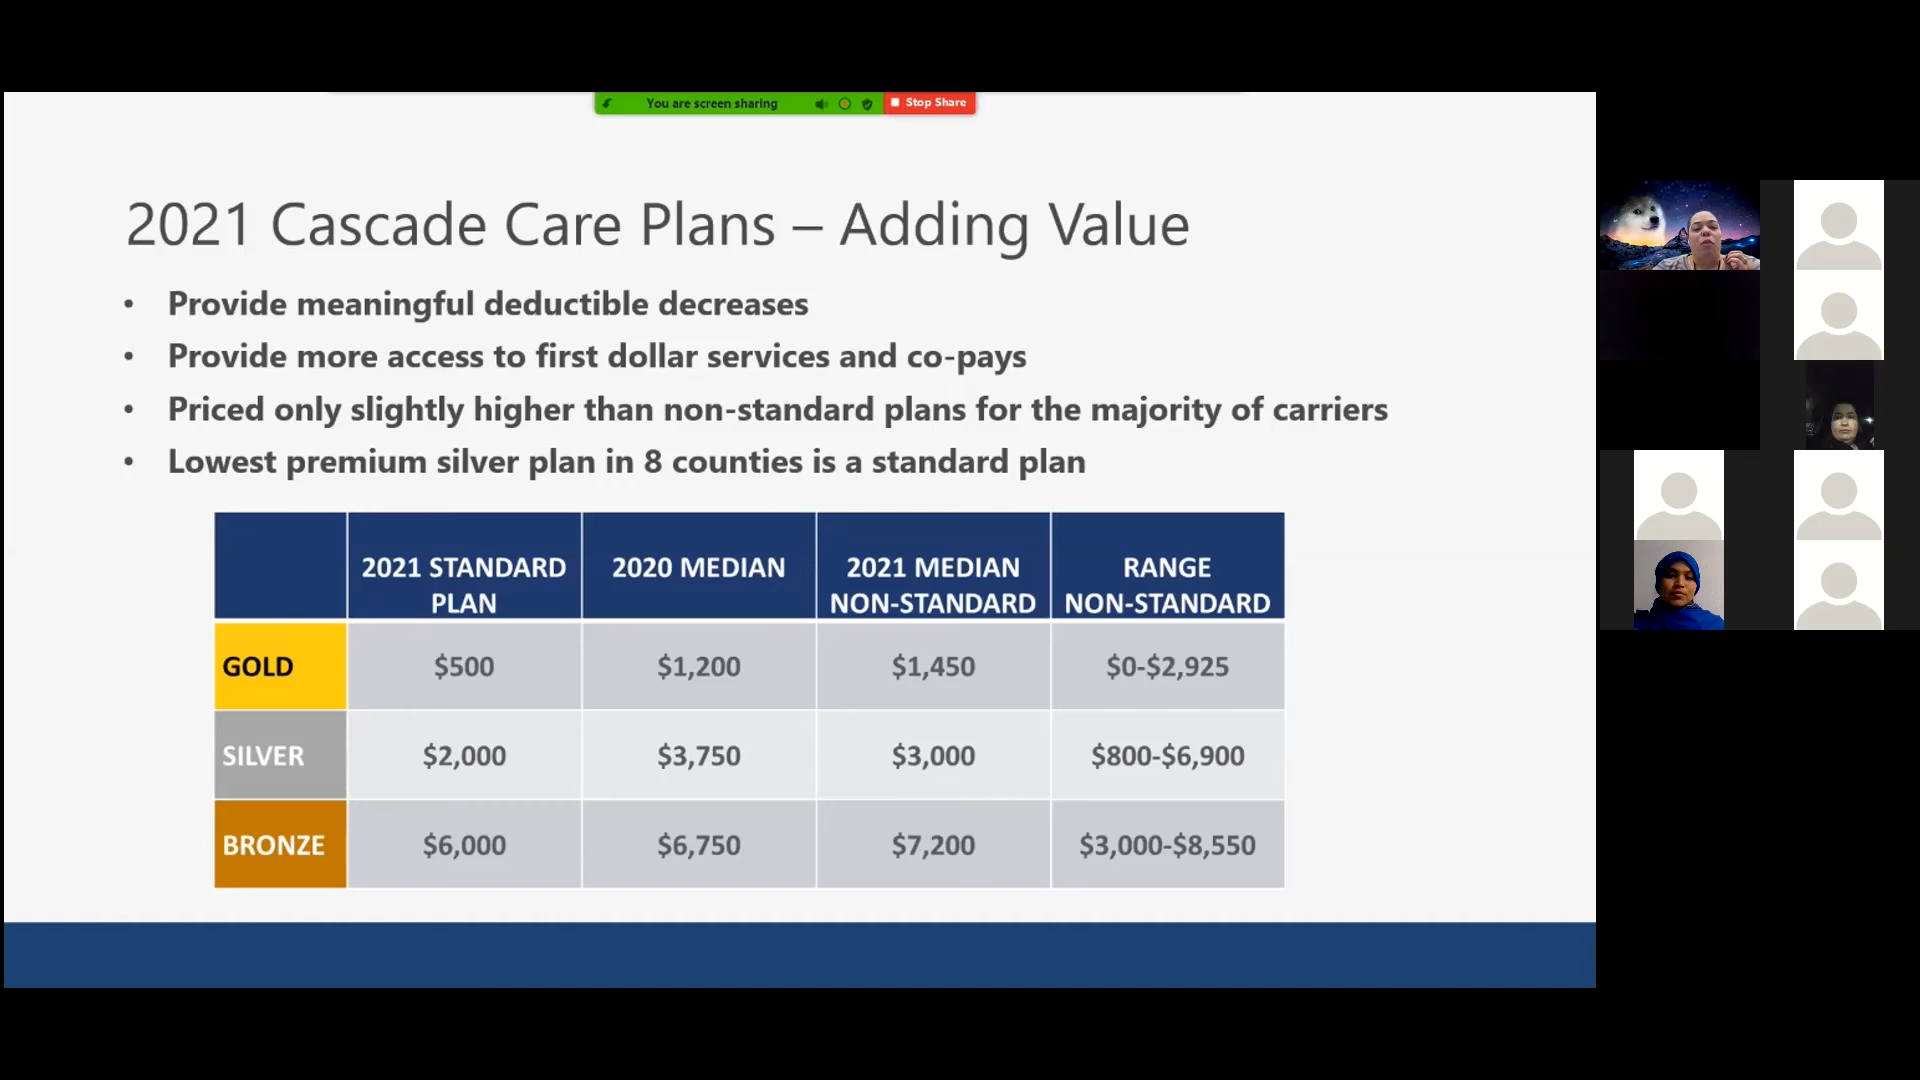 You are screen sharing
Stop Share
2021 Cascade Care Plans – Adding Value
• Provide meaningful deductible decreases
• Provide more access to first dollar services and co-pays
• Priced only slightly higher than non-standard plans for the majority of carriers
• Lowest premium silver plan in 8 counties is a standard plan
2021 STANDARD PLAN 2020 MEDIAN 2021 MEDIAN NON-STANDARD RANGE NON-STANDARD
GOLD $500 $1,200 $1,450 $0-$2,925
SILVER $2,000 $3,750 $3,000 $800-$6,900
BRONZE $6,000 $6,750 $7,200 $3,000-$8,550